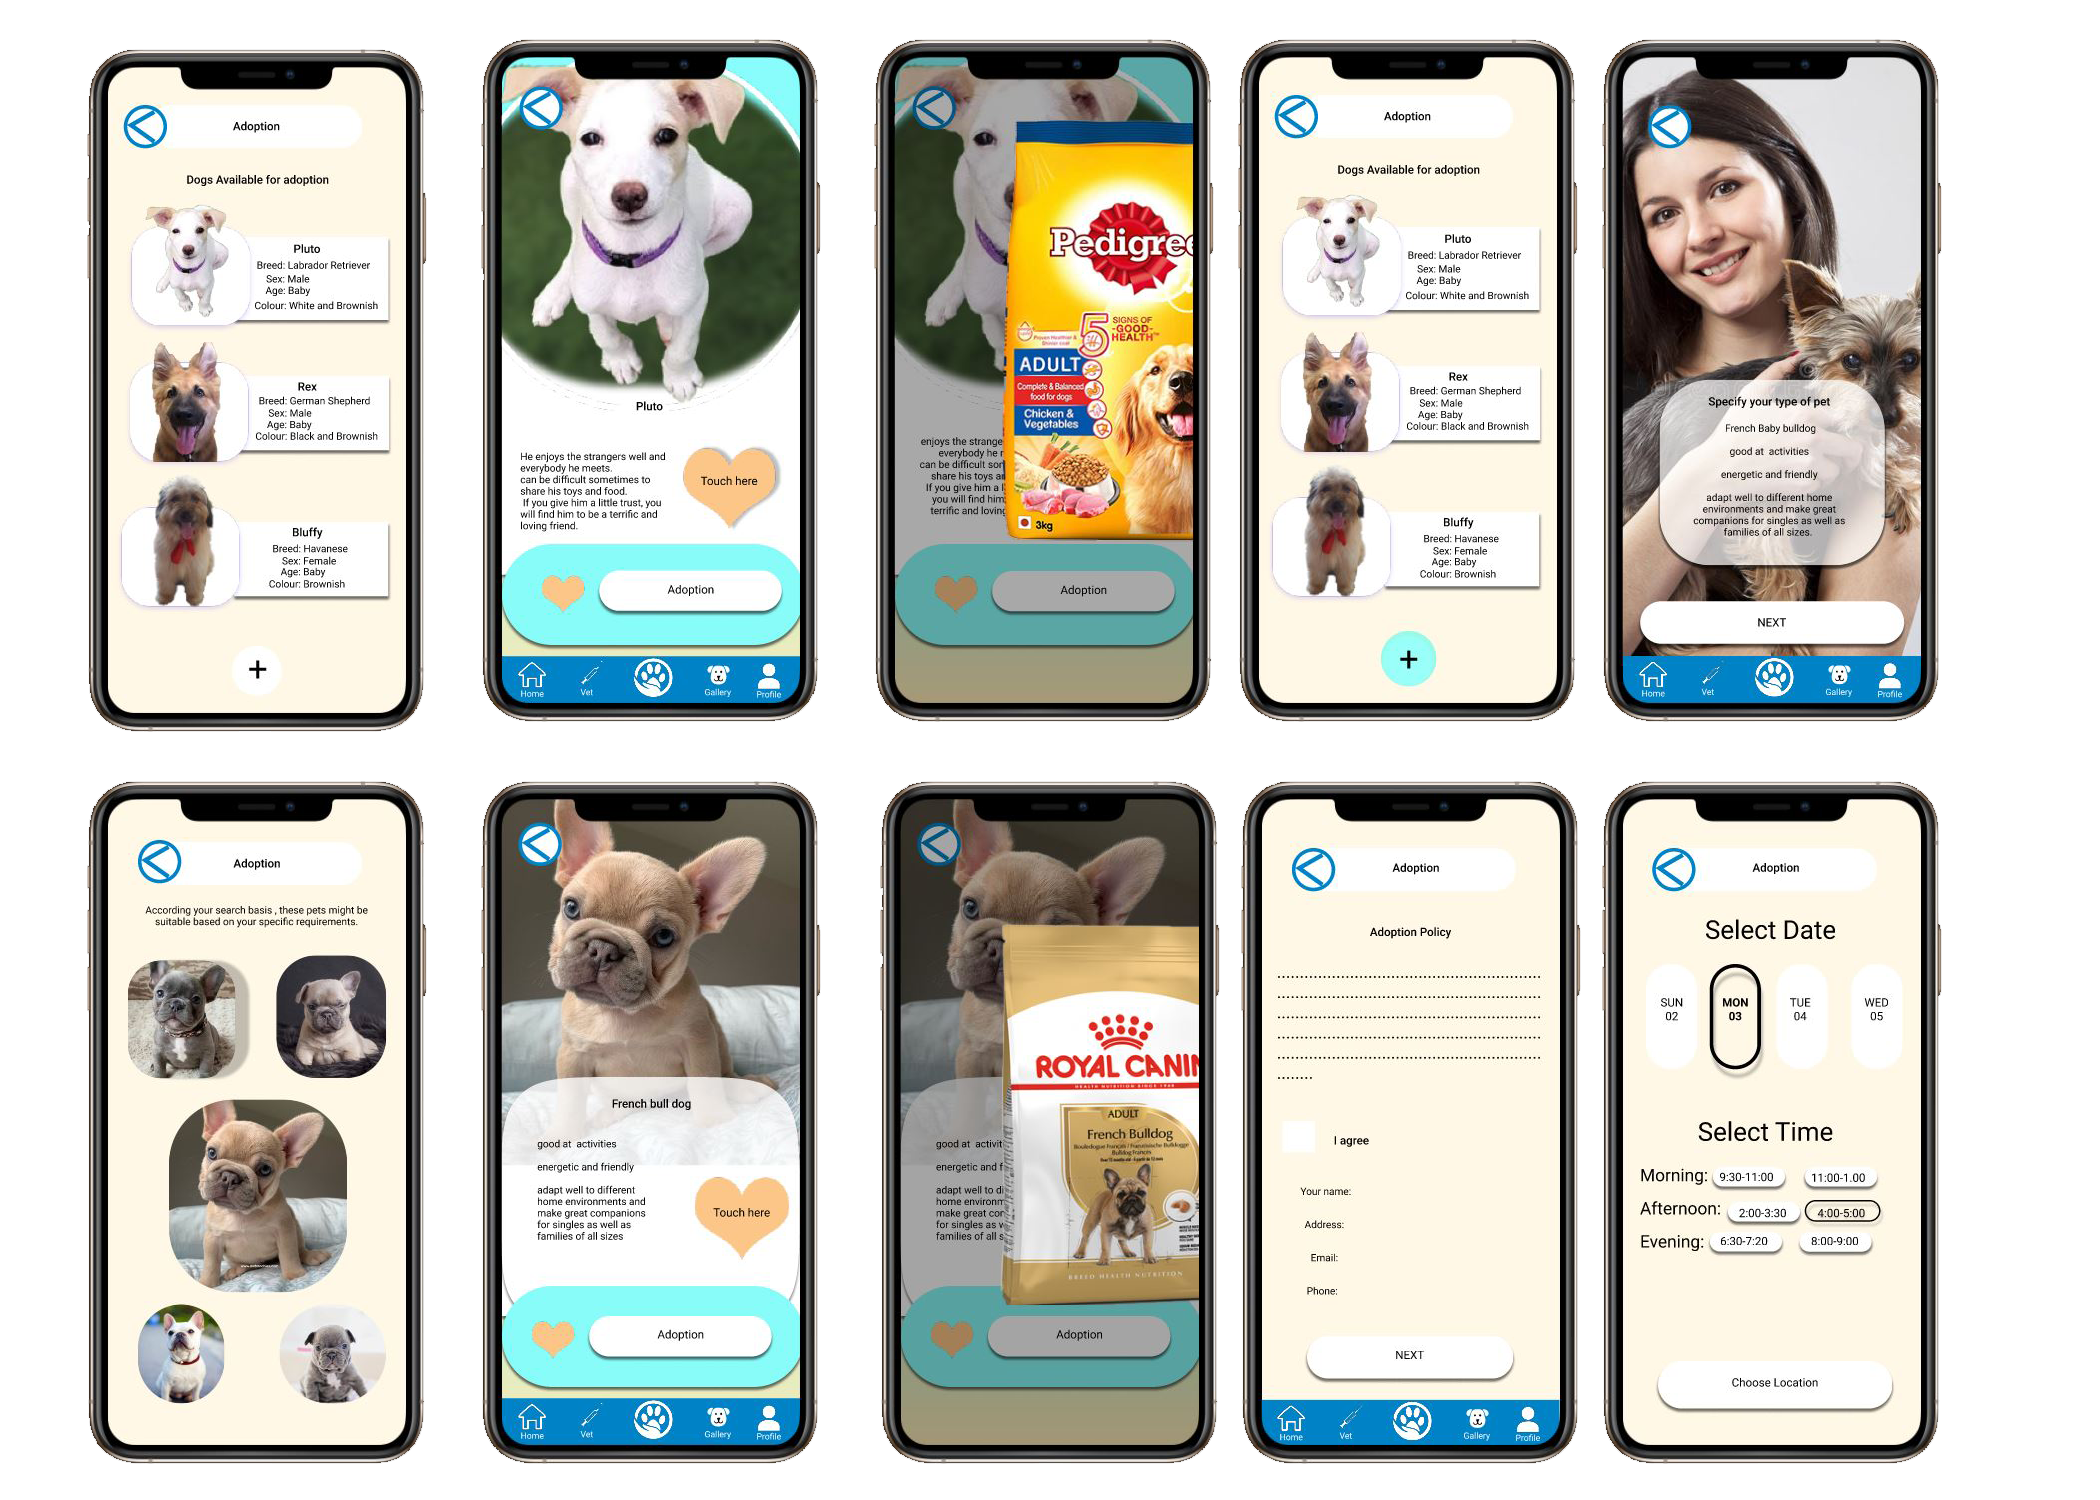 Adoption
Dogs Available for adoption
Pluto
Breed: Labrador Retriever
Sex: Male
Age: Baby
Colour: White and Brownish
Rex
Breed: German Shepherd
Sex: Male
Age: Baby
Colour: Black and Brownish
Bluffy
Breed: Havanese
Sex: Female
Age: Baby
Colour: Brownish
+
Pluto
He enjoys the strangers well and
everybody he meets.
can be difficult sometimes to
share his toys and food.
If you give him a little trust, you
will find him to be a terrific and
loving friend.
Touch here
Adoption
Home
Vet
Gallery
Profile
Pedigree
5 SIGNS OF
-GOOD-
HEALTH
ADULT
Complete & Balanced
food for dogs
Chicken &
Vegetables
3kg
enjoys the strange
everybody he
can be difficult
share his toys
If you give him a
you will find him
terrific and loving
Adoption
Adoption
Dogs Available for adoption
Pluto
Breed: Labrador Retriever
Sex: Male
Age: Baby
Colour: White and Brownish
Rex
Breed: German Shepherd
Sex: Male
Age: Baby
Colour: Black and Brownish
Bluffy
Breed: Havanese
Sex: Female
Age: Baby
Colour: Brownish
+
Specify your type of pet
French Baby bulldog
good at activities
energetic and friendly
adapt well to different home
environments and make great
companions for singles as well as
families of all sizes.
NEXT
Home
Vet
Gallery
Profile
Adoption
According your search basis , these pets might be
suitable based on your specific requirements.
French bull dog
good at activities
energetic and friendly
adapt well to different
home environments and
make great companions
for singles as well as
families of all sizes
Touch here
Adoption
Home
Vet
Gallery
Profile
ROYAL CANIN
HEALTH NUTRITION SINCE 1968
ADULT
French Bulldog
BREED HEALTH NUTRITION
good at activit
energetic and f
adapt well to di
home environm
make great com
for singles as w
families of all s
Adoption
Adoption
Adoption Policy
I agree
Your name:
Address:
Email:
Phone:
NEXT
Home
Vet
Gallery
Profile
Adoption
Select Date
SUN MON TUE WED
02 03 04 05
Select Time
Morning: 9:30-11:00 11:00-1.00
Afternoon: 2:00-3:30 4:00-5:00
Evening: 6:30-7:20 8:00-9:00
Choose Location